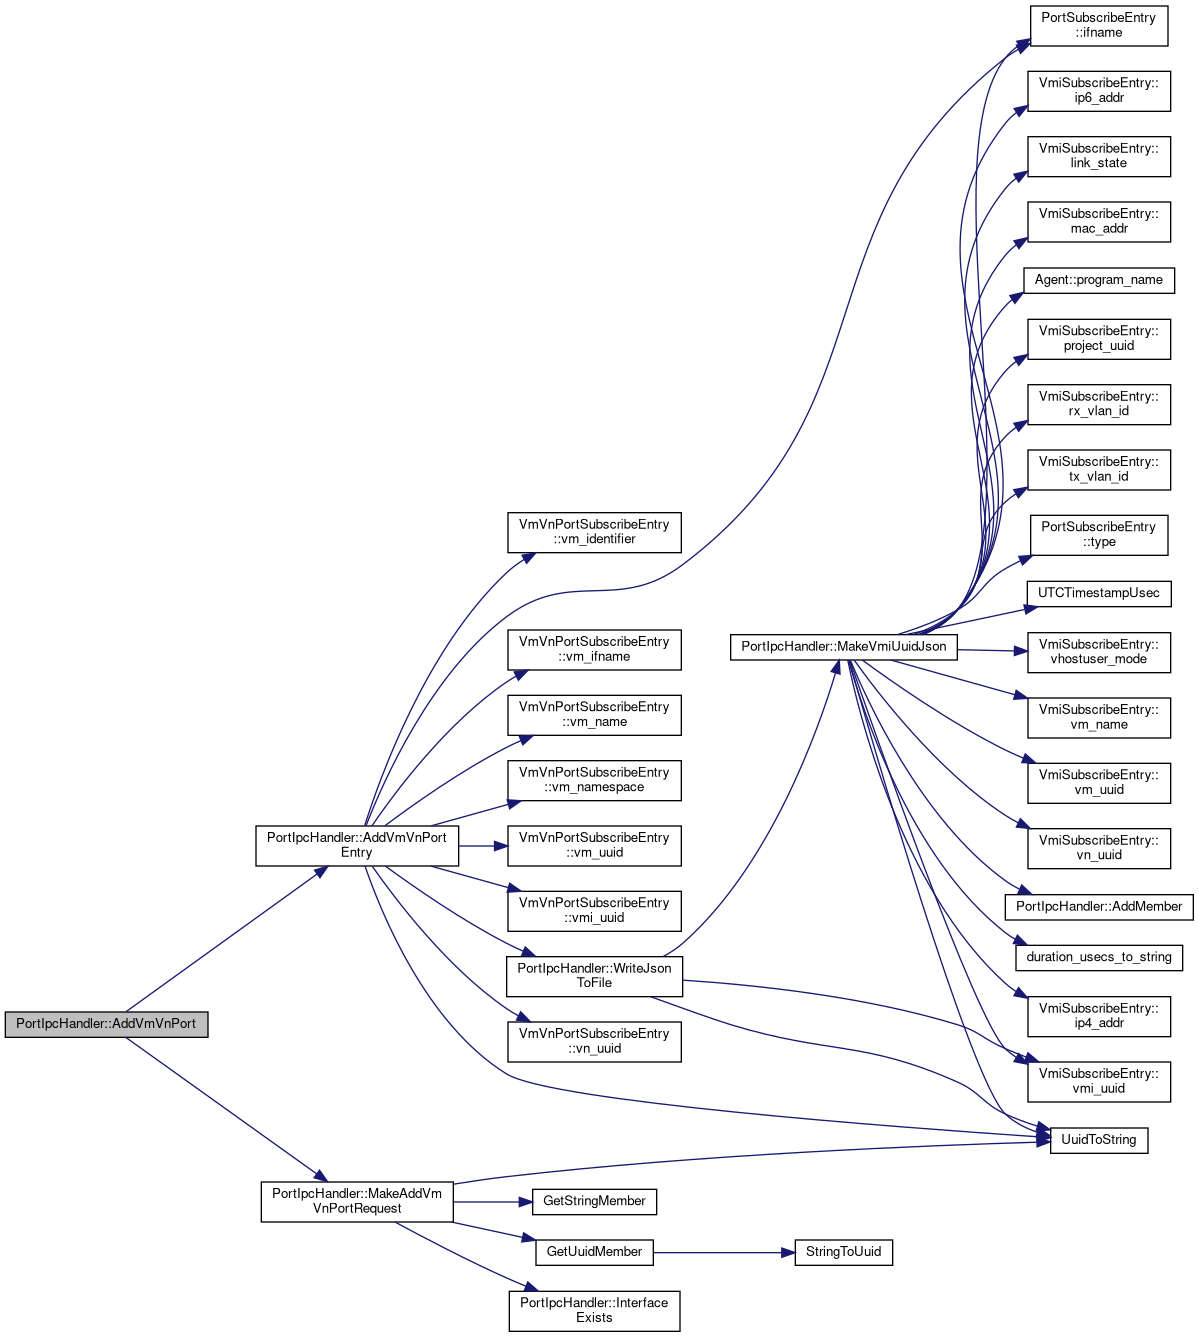 PortIpcHandler::AddVmVnPort
PortIpcHandler::AddVmVnPort
Entry
PortIpcHandler::MakeAddVm
VnPortRequest
VmVnPortSubscribeEntry
::vm_identifier
VmVnPortSubscribeEntry
::vm_ifname
VmVnPortSubscribeEntry
::vm_name
VmVnPortSubscribeEntry
::vm_namespace
VmVnPortSubscribeEntry
::vm_uuid
VmVnPortSubscribeEntry
::vmi_uuid
PortIpcHandler::WriteJson
ToFile
VmVnPortSubscribeEntry
::vn_uuid
GetStringMember
GetUuidMember
PortIpcHandler::Interface
Exists
PortIpcHandler::MakeVmiUuidJson
StringToUuid
PortSubscribeEntry
::ifname
VmiSubscribeEntry::
ip6_addr
VmiSubscribeEntry::
link_state
VmiSubscribeEntry::
mac_addr
Agent::program_name
VmiSubscribeEntry::
project_uuid
VmiSubscribeEntry::
rx_vlan_id
VmiSubscribeEntry::
tx_vlan_id
PortSubscribeEntry
::type
UTCTimestampUsec
VmiSubscribeEntry::
vhostuser_mode
VmiSubscribeEntry::
vm_name
VmiSubscribeEntry::
vm_uuid
VmiSubscribeEntry::
vn_uuid
PortIpcHandler::AddMember
duration_usecs_to_string
VmiSubscribeEntry::
ip4_addr
VmiSubscribeEntry::
vmi_uuid
UuidToString